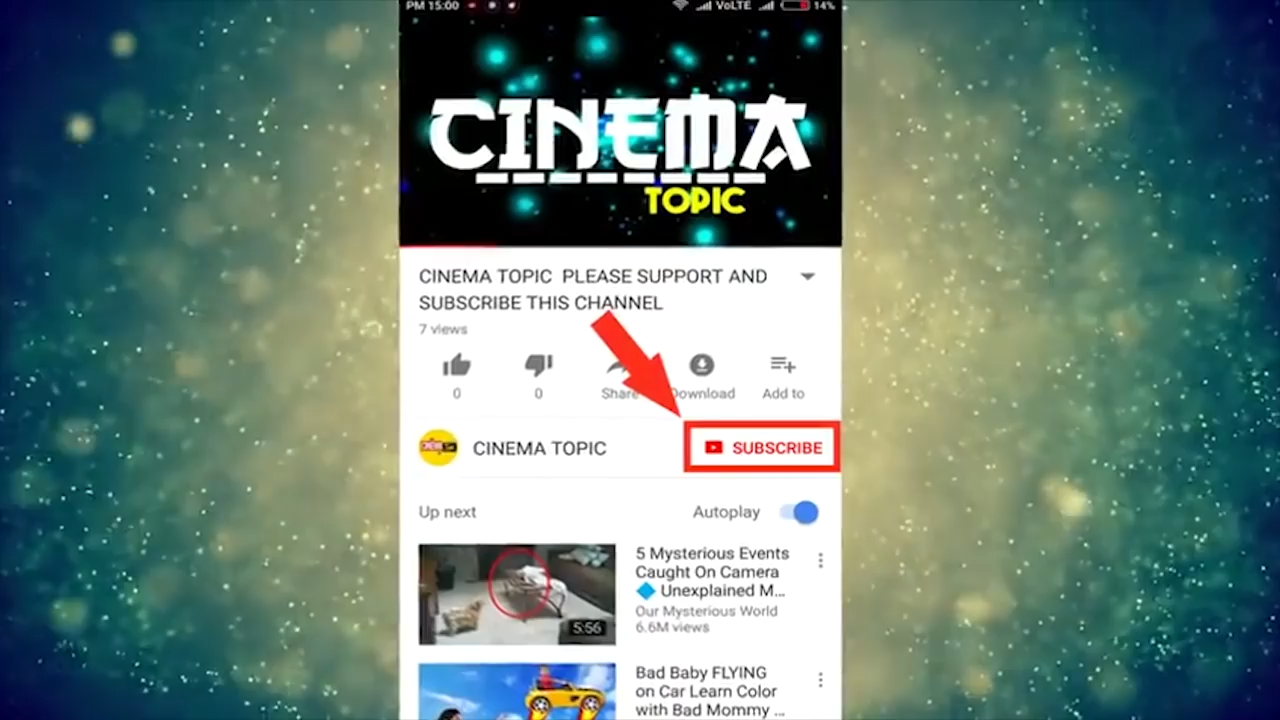 PM 15:00
VoLTE
14%
CINEMA
TOPIC
CINEMA TOPIC PLEASE SUPPORT AND
SUBSCRIBE THIS CHANNEL
7 views
0
0
Share
Download
Add to
CINEMA TOPIC
SUBSCRIBE
Up next
Autoplay
5:56
5 Mysterious Events
Caught On Camera
Unexplained M...
Our Mysterious World
6.6M views
Bad Baby FLYING
on Car Learn Color
with Bad Mommy ...